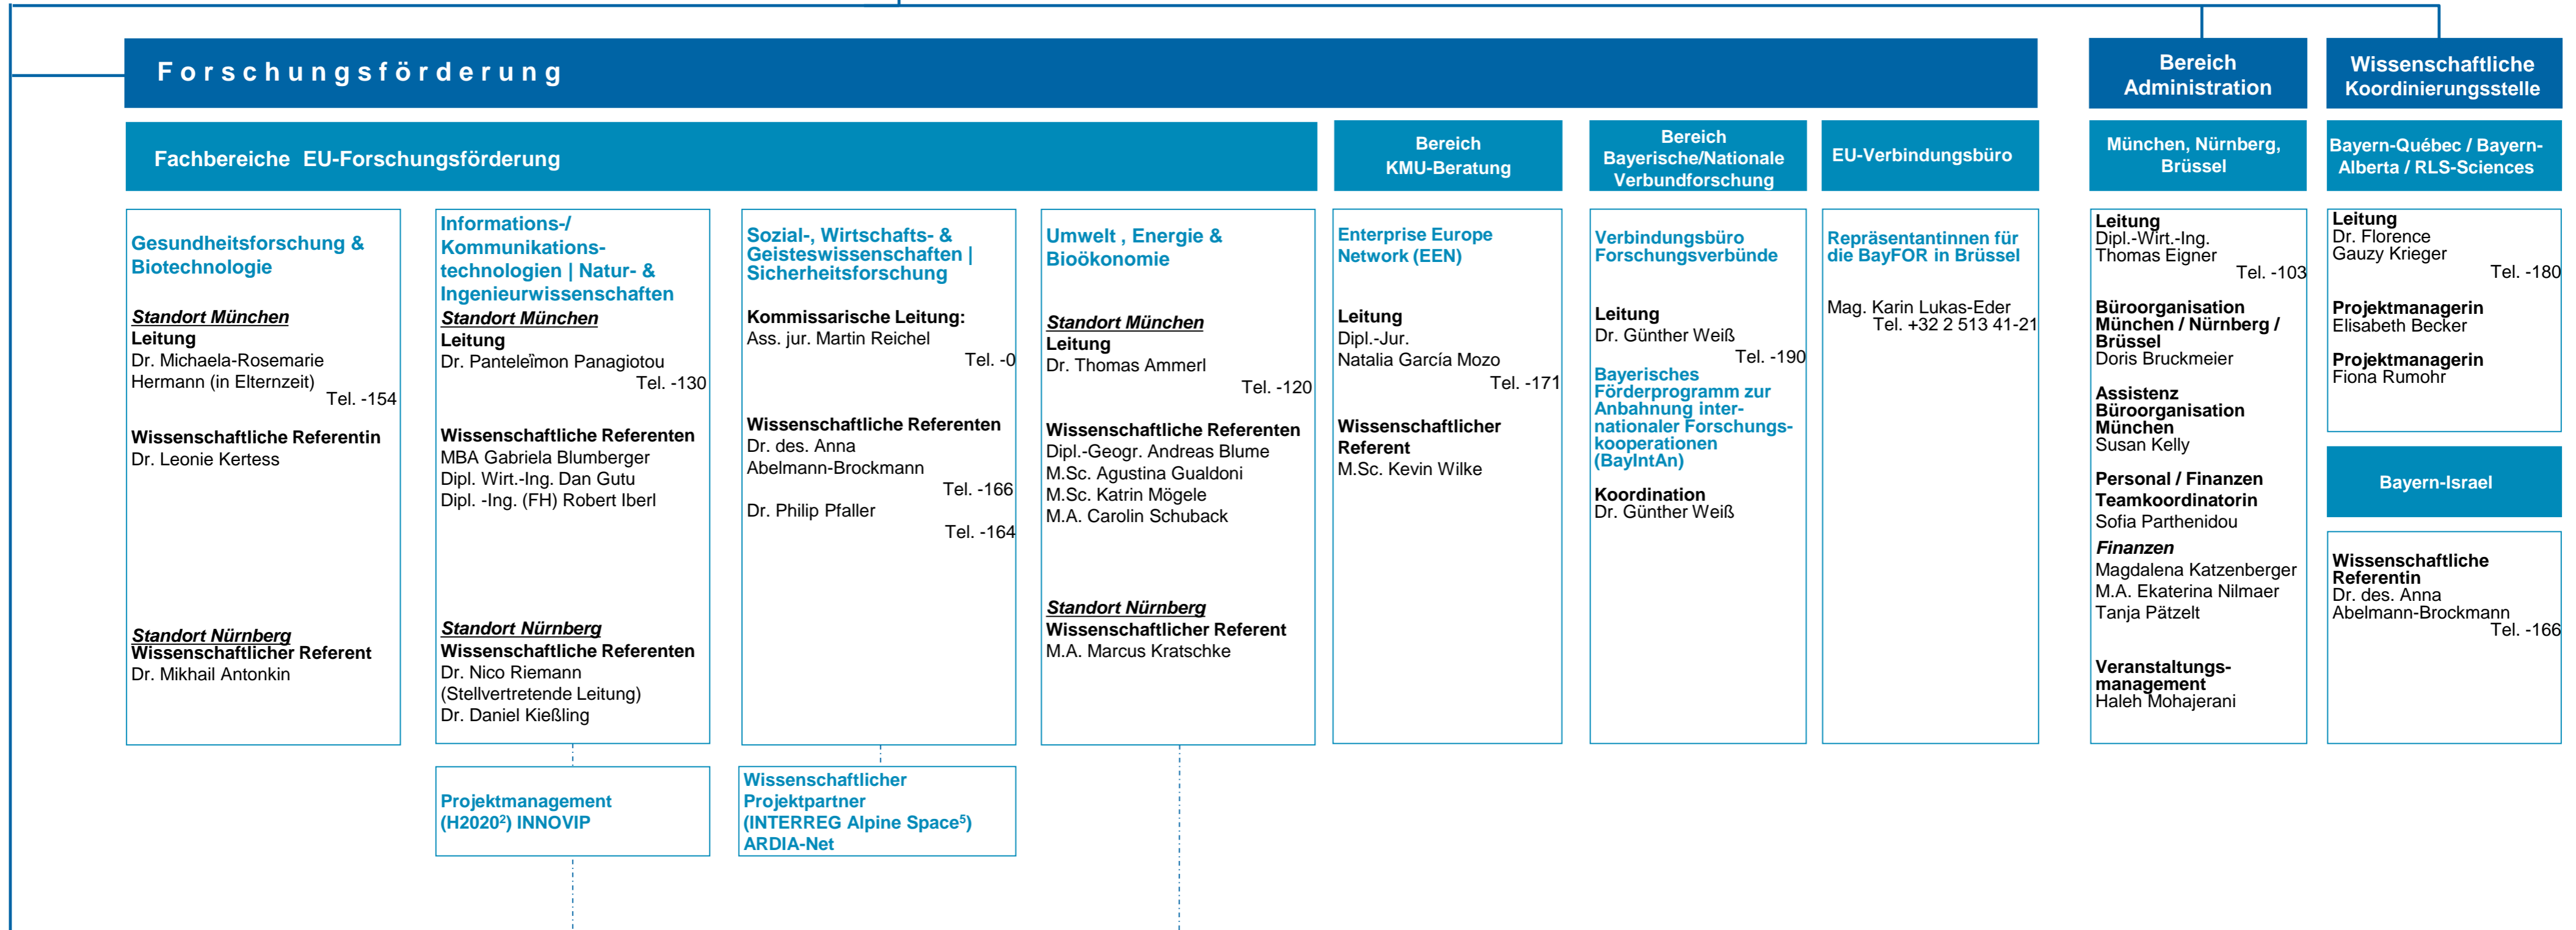 Forschungsförderung
Bereich
Administration
Wissenschaftliche
Koordinierungsstelle
Fachbereiche EU-Forschungsförderung
Bereich
KMU-Beratung
Bereich
Bayerische/Nationale
Verbundforschung
EU-Verbindungsbüro
München, Nürnberg,
Brüssel
Bayern-Québec / Bayern-
Alberta / RLS-Sciences
Gesundheitsforschung &
Biotechnologie
Standort München
Leitung
Dr. Michaela-Rosemarie
Hermann (in Elternzeit)
Tel. -154
Wissenschaftliche Referentin
Dr. Leonie Kertess
Standort Nürnberg
Wissenschaftlicher Referent
Dr. Mikhail Antonkin
Informations-/
Kommunikations-
technologien | Natur- &
Ingenieurwissenschaften
Standort München
Leitung
Dr. Panteleïmon Panagiotou
Tel. -130
Wissenschaftliche Referenten
MBA Gabriela Blumberger
Dipl. Wirt.-Ing. Dan Gutu
Dipl. -Ing. (FH) Robert Iberl
Standort Nürnberg
Wissenschaftliche Referenten
Dr. Nico Riemann
(Stellvertretende Leitung)
Dr. Daniel Kießling
Projektmanagement
(H2020²) INNOVIP
Sozial-, Wirtschafts- &
Geisteswissenschaften |
Sicherheitsforschung
Kommissarische Leitung:
Ass. jur. Martin Reichel
Tel. -0
Wissenschaftliche Referenten
Dr. des. Anna
Abelmann-Brockmann
Tel. -166
Dr. Philip Pfaller
Tel. -164
Wissenschaftlicher
Projektpartner
(INTERREG Alpine Space⁵)
ARDIA-Net
Umwelt , Energie &
Bioökonomie
Standort München
Leitung
Dr. Thomas Ammerl
Tel. -120
Wissenschaftliche Referenten
Dipl.-Geogr. Andreas Blume
M.Sc. Agustina Gualdoni
M.Sc. Katrin Mögele
M.A. Carolin Schuback
Standort Nürnberg
Wissenschaftlicher Referent
M.A. Marcus Kratschke
Enterprise Europe
Network (EEN)
Leitung
Dipl.-Jur.
Natalia García Mozo
Tel. -171
Wissenschaftlicher
Referent
M.Sc. Kevin Wilke
Verbindungsbüro
Forschungsverbünde
Leitung
Dr. Günther Weiß
Tel. -190
Bayerisches
Förderprogramm zur
Anbahnung inter-
nationaler Forschungs-
kooperationen
(BayIntAn)
Koordination
Dr. Günther Weiß
Repräsentantinnen für
die BayFOR in Brüssel
Mag. Karin Lukas-Eder
Tel. +32 2 513 41-21
Leitung
Dipl.-Wirt.-Ing.
Thomas Eigner
Tel. -103
Büroorganisation
München / Nürnberg /
Brüssel
Doris Bruckmeier
Assistenz
Büroorganisation
München
Susan Kelly
Personal / Finanzen
Teamkoordinatorin
Sofia Parthenidou
Finanzen
Magdalena Katzenberger
M.A. Ekaterina Nilmaer
Tanja Pätzelt
Veranstaltungs-
management
Haleh Mohajerani
Leitung
Dr. Florence
Gauzy Krieger
Tel. -180
Projektmanagerin
Elisabeth Becker
Projektmanagerin
Fiona Rumohr
Bayern-Israel
Wissenschaftliche
Referentin
Dr. des. Anna
Abelmann-Brockmann
Tel. -166